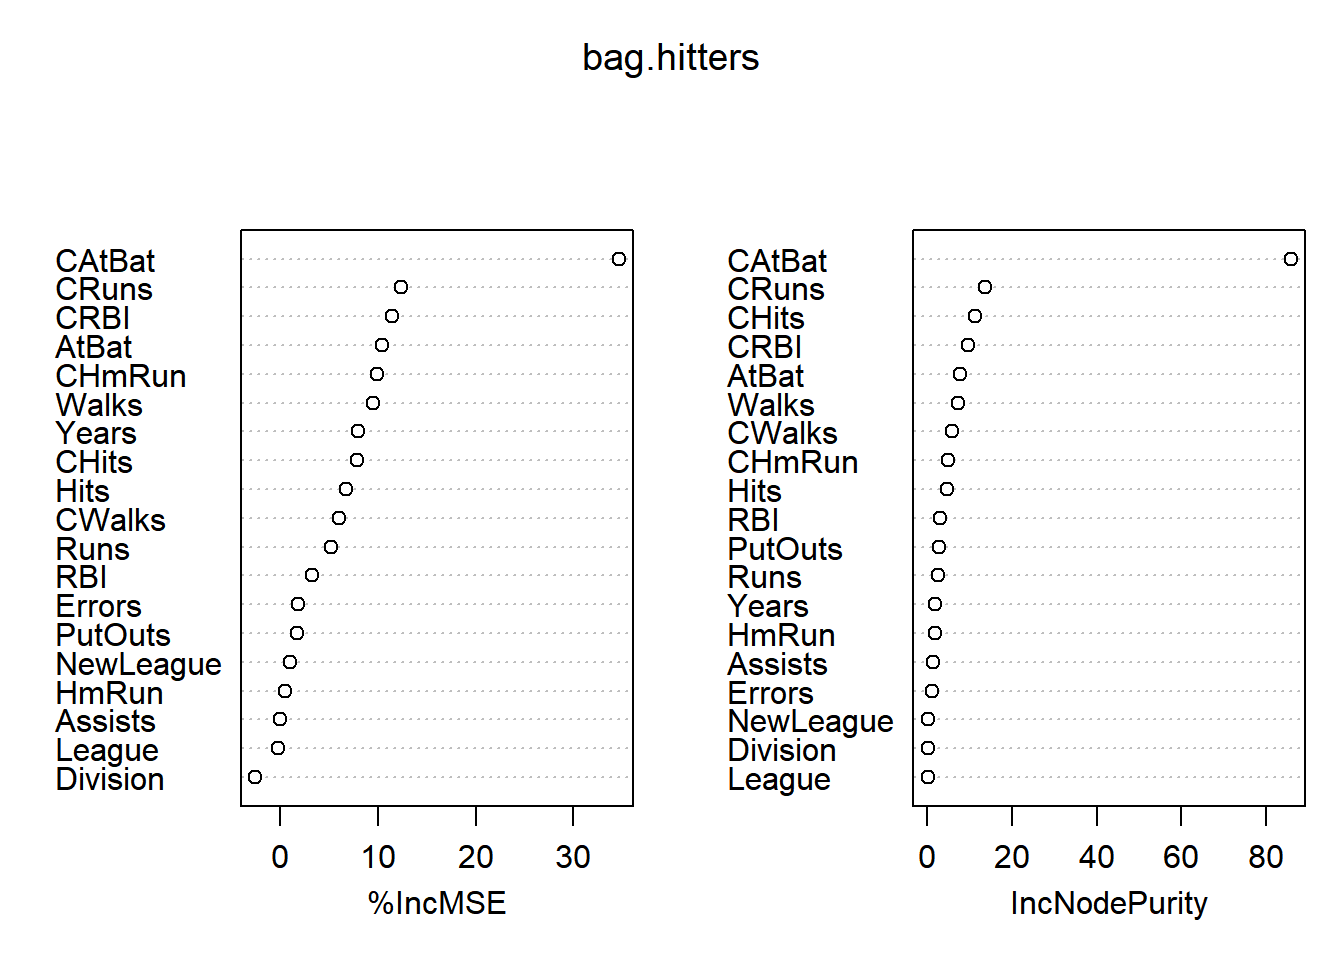 bag.hitters
CAtBat
CRuns
CRBI
AtBat
CHmRun
Walks
Years
CHits
Hits
CWalks
Runs
RBI
Errors
PutOuts
NewLeague
HmRun
Assists
League
Division
0 10 20 30
%IncMSE
CAtBat
CRuns
CHits
CRBI
AtBat
Walks
CWalks
CHmRun
Hits
RBI
PutOuts
Runs
Years
HmRun
Assists
Errors
NewLeague
Division
League
0 20 40 60 80
IncNodePurity